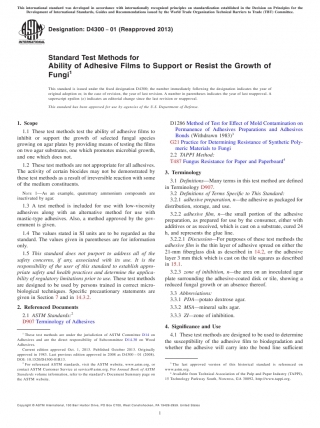 This international standard was developed in accordance with internationally recognized principles on standardization established in the Decision on Principles for the
Development of International Standards, Guides and Recommendations issued by the World Trade Organization Technical Barriers to Trade (TBT) Committee.
Designation: D4300 − 01 (Reapproved 2013)
Standard Test Methods for
Ability of Adhesive Films to Support or Resist the Growth of
Fungi¹
This standard is issued under the fixed designation D4300; the number immediately following the designation indicates the year of
original adoption or, in the case of revision, the year of last revision. A number in parentheses indicates the year of last reapproval. A
superscript epsilon (ε) indicates an editorial change since the last revision or reapproval.
This standard has been approved for use by agencies of the U.S. Department of Defense.
1. Scope
1.1 These test methods test the ability of adhesive films to
inhibit or support the growth of selected fungal species
growing on agar plates by providing means of testing the films
on two agar substrates, one which promotes microbial growth,
and one which does not.
1.2 These test methods are not appropriate for all adhesives.
The activity of certain biocides may not be demonstrated by
these test methods as a result of irreversible reaction with some
of the medium constituents.
NOTE 1—As an example, quaternary ammonium compounds are
inactivated by agar.
1.3 A test method is included for use with low-viscosity
adhesives along with an alternative method for use with
mastic-type adhesives. Also, a method approved by the gov-
ernment is given.
1.4 The values stated in SI units are to be regarded as the
standard. The values given in parentheses are for information
only.
1.5 This standard does not purport to address all of the
safety concerns, if any, associated with its use. It is the
responsibility of the user of this standard to establish appro-
priate safety and health practices and determine the applica-
bility of regulatory limitations prior to use. These test methods
are designed to be used by persons trained in correct micro-
biological techniques. Specific precautionary statements are
given in Section 7 and in 14.3.2.
2. Referenced Documents
2.1 ASTM Standards:²
D907 Terminology of Adhesives
D1286 Method of Test for Effect of Mold Contamination on
Permanence of Adhesive Preparations and Adhesives
Bonds (Withdrawn 1983)³
G21 Practice for Determining Resistance of Synthetic Poly-
meric Materials to Fungi
2.2 TAPPI Method:
T487 Fungus Resistance for Paper and Paperboard⁴
3. Terminology
3.1 Definitions—Many terms in this test method are defined
in Terminology D907.
3.2 Definitions of Terms Specific to This Standard:
3.2.1 adhesive preparation, n—the adhesive as packaged for
distribution, storage, and use.
3.2.2 adhesive film, n—the small portion of the adhesive
preparation, as prepared for use by the consumer, either with
additives or as received, which is cast on a substrate, cured 24
h, and represents the glue line.
3.2.2.1 Discussion—For purposes of these test methods the
adhesive film is the thin layer of adhesive spread on either the
21-mm fibreglass disk as described in 14.2, or the adhesive
layer 7 mm thick which is cast on the tile squares as described
in 15.1.
3.2.3 zone of inhibition, n—the area on an inoculated agar
plate surrounding the adhesive-coated disk or tile, showing a
reduced fungal growth or an absence thereof.
3.3 Abbreviations:
3.3.1 PDA—potato dextrose agar.
3.3.2 MSA—mineral salts agar.
3.3.3 ZI—zone of inhibition.
4. Significance and Use
4.1 These test methods are designed to be used to determine
the susceptibility of the adhesive film to biodegradation and
whether the adhesive will carry into the bond line sufficient
¹ These test methods are under the jurisdiction of ASTM Committee D14 on
Adhesives and are the direct responsibility of Subcommittee D14.30 on Wood
Adhesives.
Current edition approved Oct. 1, 2013. Published October 2013. Originally
approved in 1983. Last previous edition approved in 2008 as D4300 – 01 (2008).
² For referenced ASTM standards, visit the ASTM website, www.astm.org, or
contact ASTM Customer Service at service@astm.org. For Annual Book of ASTM
Standards volume information, refer to the standard's Document Summary page on
the ASTM website.
³ The last approved version of this historical standard is referenced on
www.astm.org.
⁴ Available from Technical Association of the Pulp and Paper Industry (TAPPI),
15 Technology Parkway South, Norcross, GA 30092, http://www.tappi.org.
Copyright © ASTM International, 100 Barr Harbor Drive, PO Box C700, West Conshohocken, PA 19428-2959. United States
1